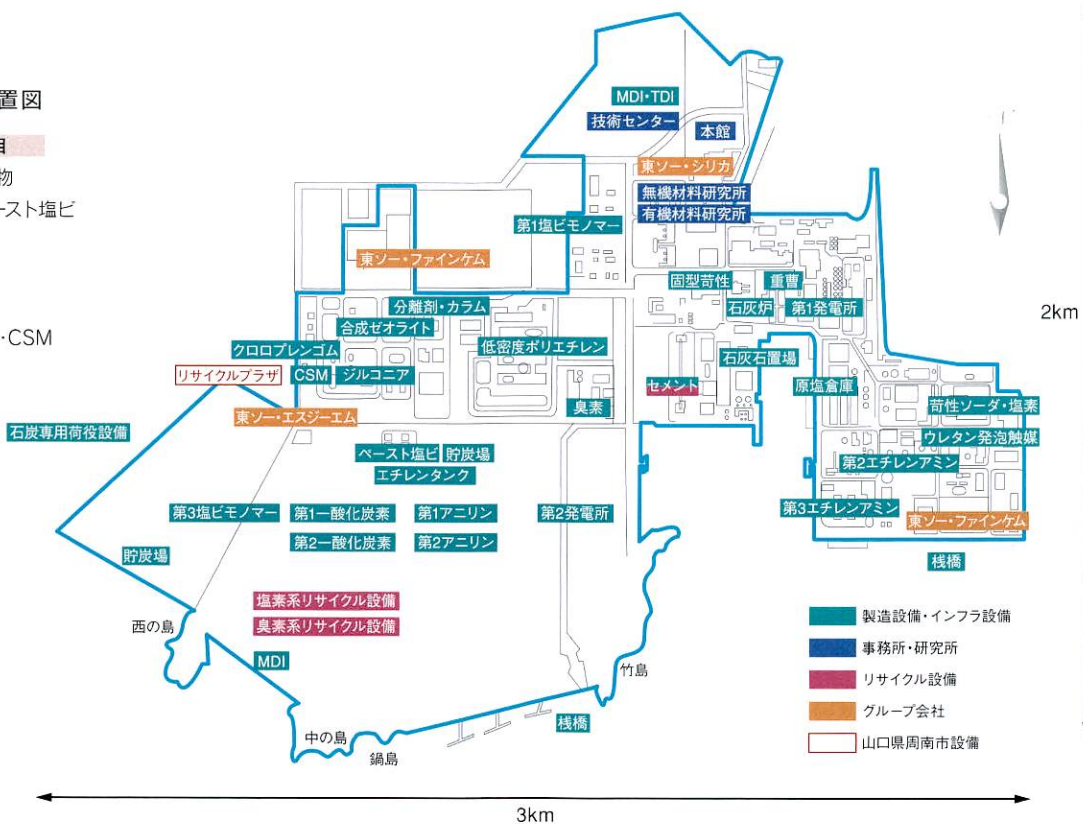 置図
目
物
ースト塩ビ
・CSM
MDI・TDI
技術センター
本館
東ソー・シリカ
無機材料研究所
有機材料研究所
第1塩ビモノマー
東ソー・ファインケム
固型苛性
重曹
石灰炉
第1発電所
2km
分離剤・カラム
合成ゼオライト
クロロプレンゴム
低密度ポリエチレン
石灰石置場
リサイクルプラザ
CSM
ジルコニア
セメント
原塩倉庫
臭素
苛性ソーダ・塩素
東ソー・エスジーエム
石炭専用荷役設備
ウレタン発泡触媒
ペースト塩ビ
貯炭場
第2エチレンアミン
エチレンタンク
第3塩ビモノマー
第1一酸化炭素
第1アニリン
第2発電所
第3エチレンアミン
東ソー・ファインケム
第2一酸化炭素
第2アニリン
貯炭場
桟橋
塩素系リサイクル設備
臭素系リサイクル設備
西の島
MDI
竹島
桟橋
中の島
鍋島
製造設備・インフラ設備
事務所・研究所
リサイクル設備
グループ会社
山口県周南市設備
3km